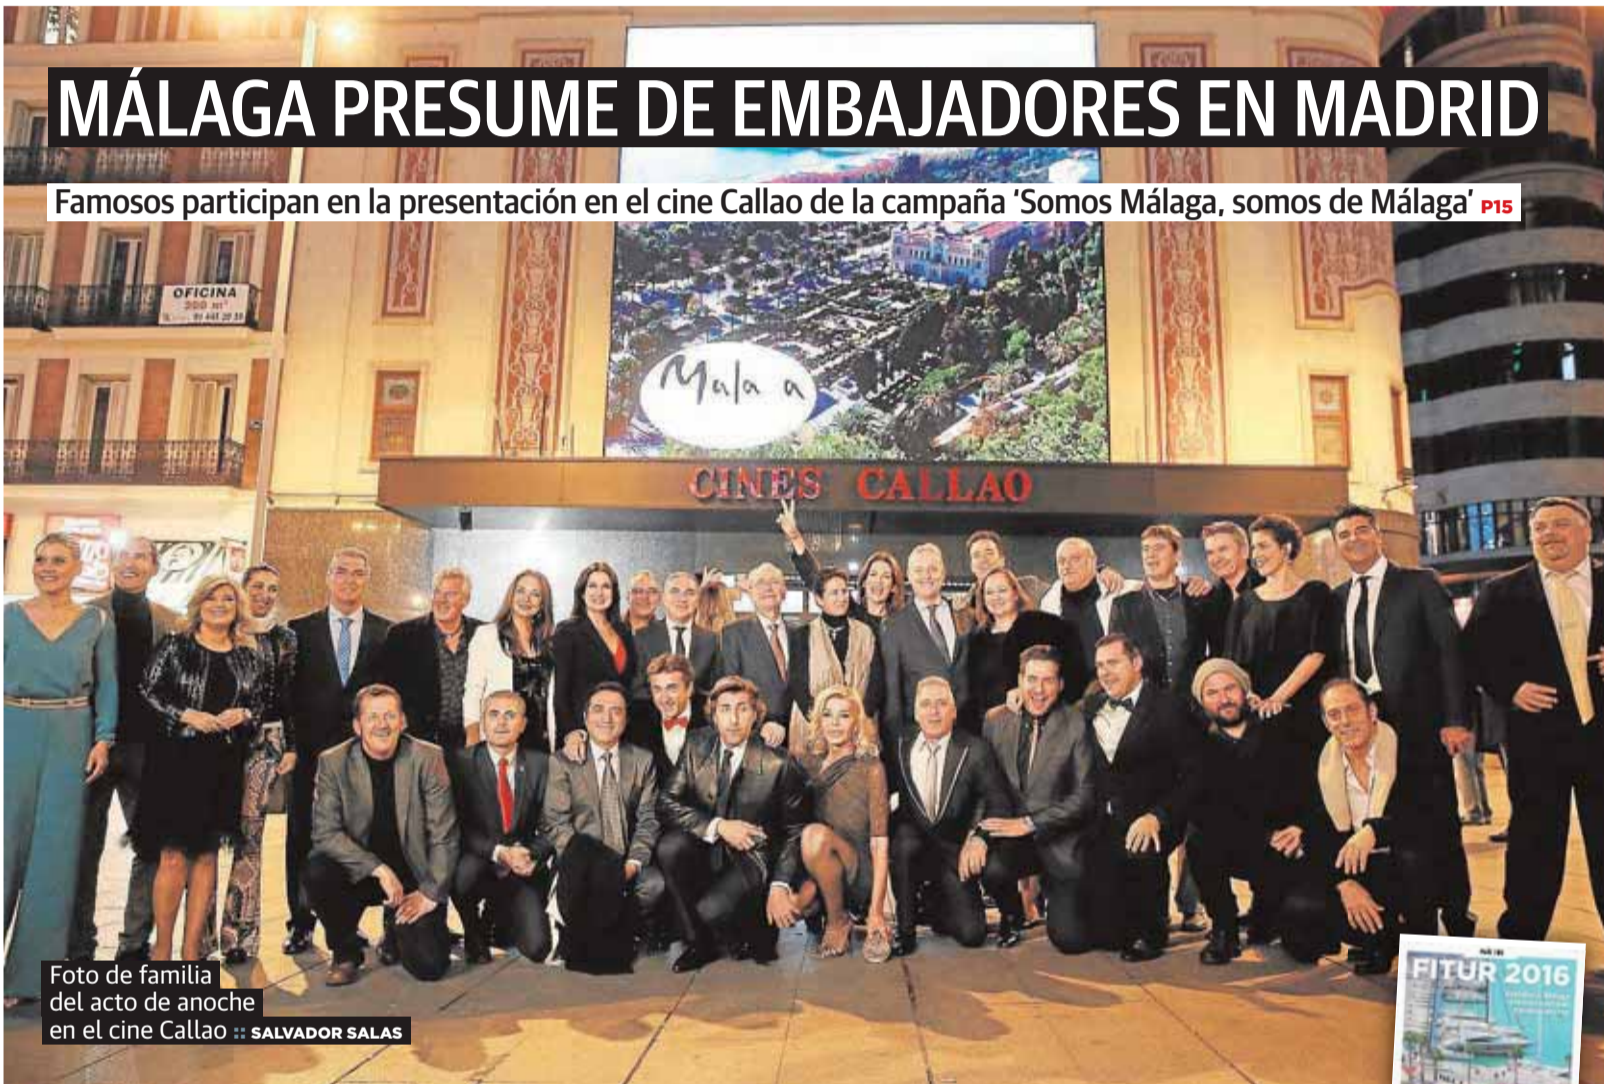 MÁLAGA PRESUME DE EMBAJADORES EN MADRID
Famosos participan en la presentación en el cine Callao de la campaña ‘Somos Málaga, somos de Málaga’ P15
OFICINA
Mala a
CINES CALLAO
Foto de familia
del acto de anoche
en el cine Callao :: SALVADOR SALAS
FITUR 2016